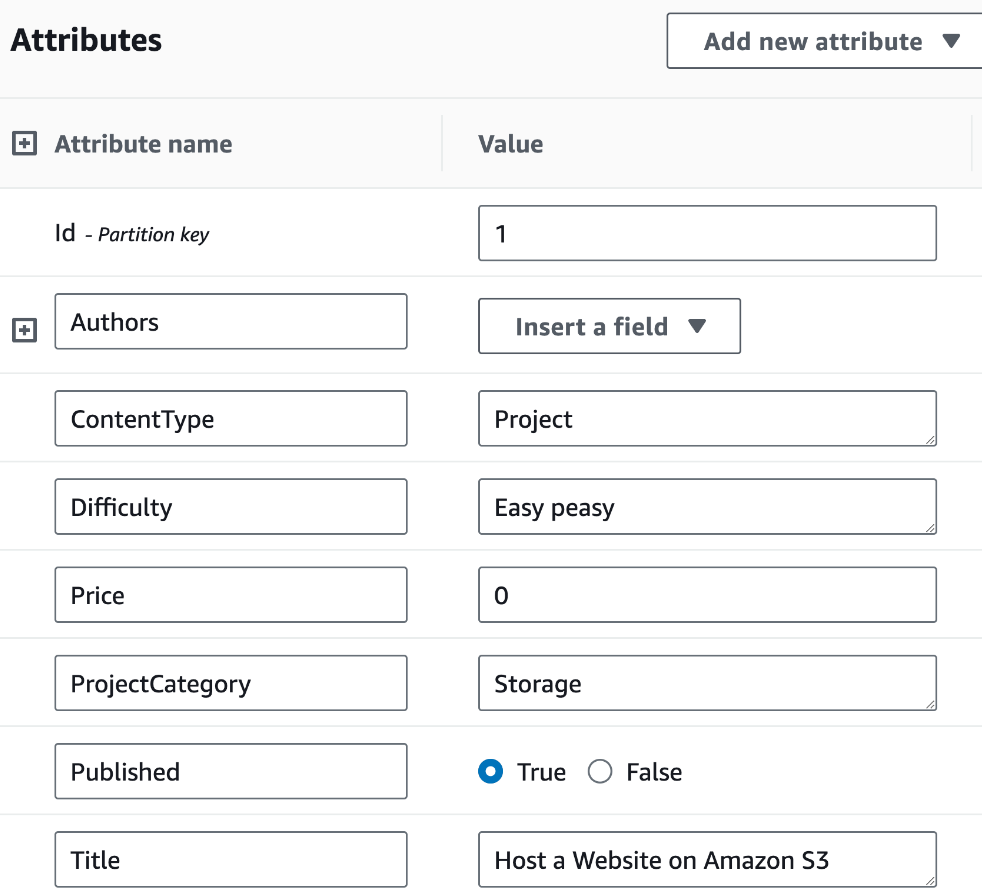 Attributes
Add new attribute
Attribute name
Value
Id - Partition key
1
Authors
Insert a field
ContentType
Project
Difficulty
Easy peasy
Price
0
ProjectCategory
Storage
Published
True
False
Title
Host a Website on Amazon S3